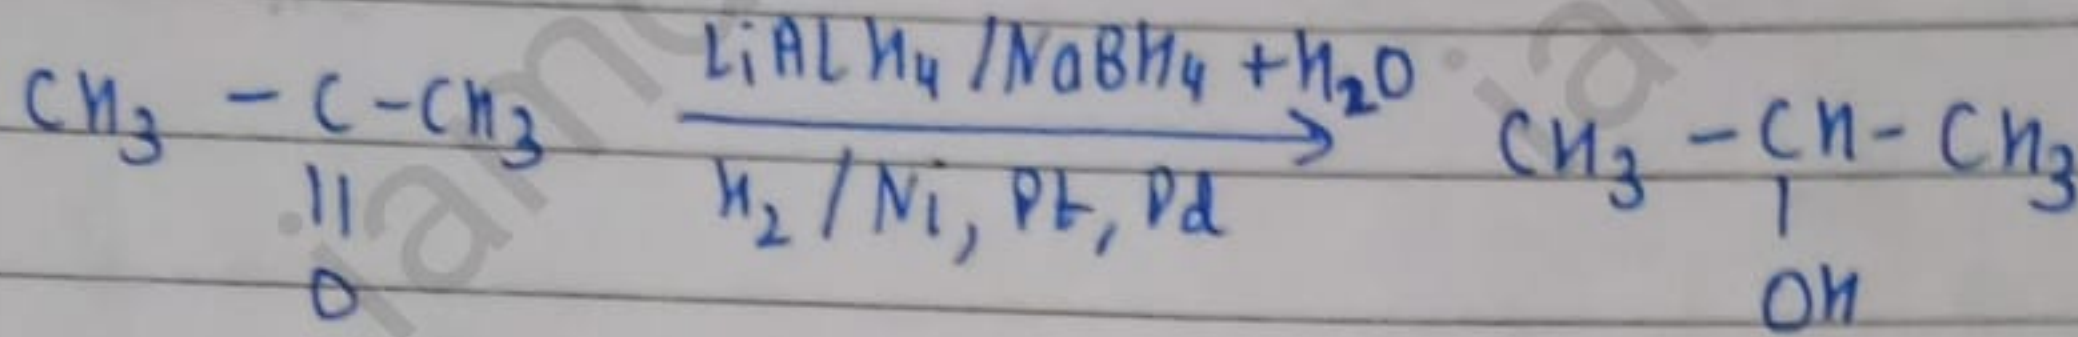 LiAlH₄ /NaBH₄ +H₂O
CH₃ - C - CH₃ ⟶ CH₃ - CH - CH₃
H₂ / Ni, Pt, Pd
||
|
O
OH